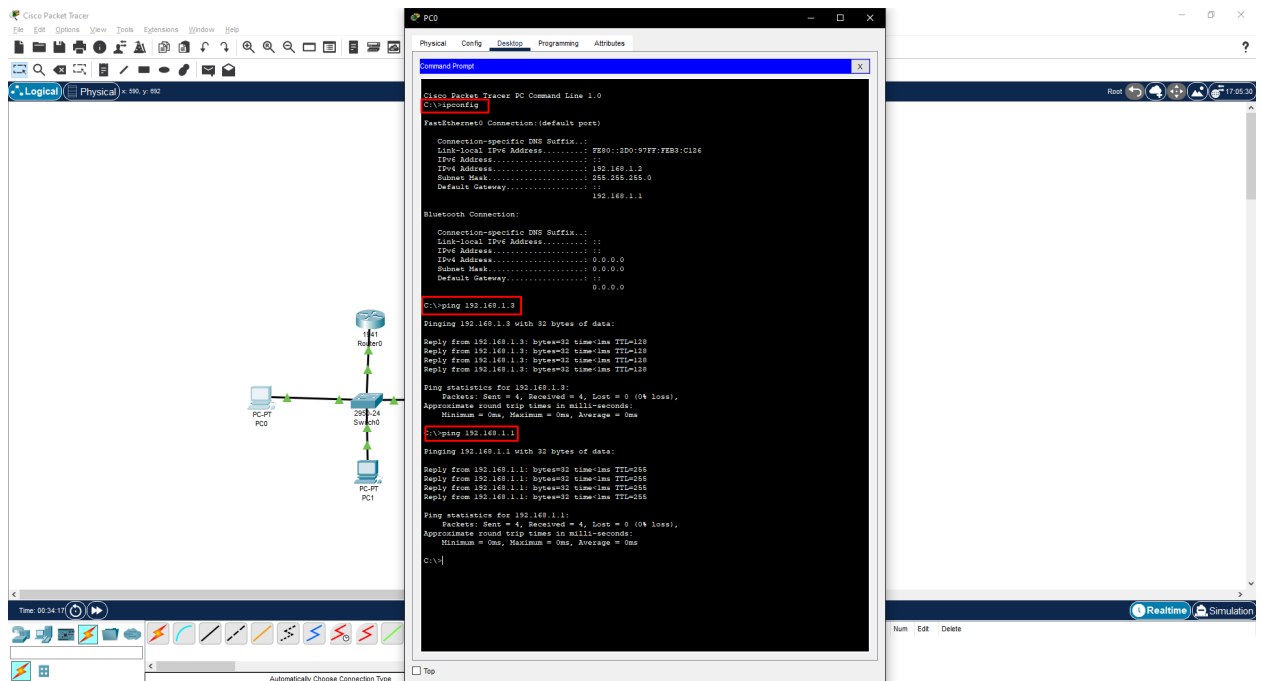 Cisco Packet Tracer
File Edit Options View Tools Extensions Window Help
Logical Physical x: 590, y: 692
Root 17:05:30
PC0
Physical Config Desktop Programming Attributes
Command Prompt
X
Cisco Packet Tracer PC Command Line 1.0
C:\>ipconfig
FastEthernet0 Connection:(default port)
Connection-specific DNS Suffix..:
Link-local IPv6 Address.........: FE80::2D0:97FF:FEB3:C126
IPv6 Address....................: ::
IPv4 Address....................: 192.168.1.2
Subnet Mask.....................: 255.255.255.0
Default Gateway.................: ::
192.168.1.1
Bluetooth Connection:
Connection-specific DNS Suffix..:
Link-local IPv6 Address.........: ::
IPv6 Address....................: ::
IPv4 Address....................: 0.0.0.0
Subnet Mask.....................: 0.0.0.0
Default Gateway.................: ::
0.0.0.0
C:\>ping 192.168.1.3
Pinging 192.168.1.3 with 32 bytes of data:
Reply from 192.168.1.3: bytes=32 time<1ms TTL=128
Reply from 192.168.1.3: bytes=32 time<1ms TTL=128
Reply from 192.168.1.3: bytes=32 time<1ms TTL=128
Reply from 192.168.1.3: bytes=32 time<1ms TTL=128
Ping statistics for 192.168.1.3:
Packets: Sent = 4, Received = 4, Lost = 0 (0% loss),
Approximate round trip times in milli-seconds:
Minimum = 0ms, Maximum = 0ms, Average = 0ms
C:\>ping 192.168.1.1
Pinging 192.168.1.1 with 32 bytes of data:
Reply from 192.168.1.1: bytes=32 time<1ms TTL=255
Reply from 192.168.1.1: bytes=32 time<1ms TTL=255
Reply from 192.168.1.1: bytes=32 time<1ms TTL=255
Reply from 192.168.1.1: bytes=32 time<1ms TTL=255
Ping statistics for 192.168.1.1:
Packets: Sent = 4, Received = 4, Lost = 0 (0% loss),
Approximate round trip times in milli-seconds:
Minimum = 0ms, Maximum = 0ms, Average = 0ms
C:\>
Top
1941
Router0
PC-PT
PC0
2950-24
Switch0
PC-PT
PC1
Time: 00:34:17
Realtime Simulation
Num Edit Delete
Automatically Choose Connection Type